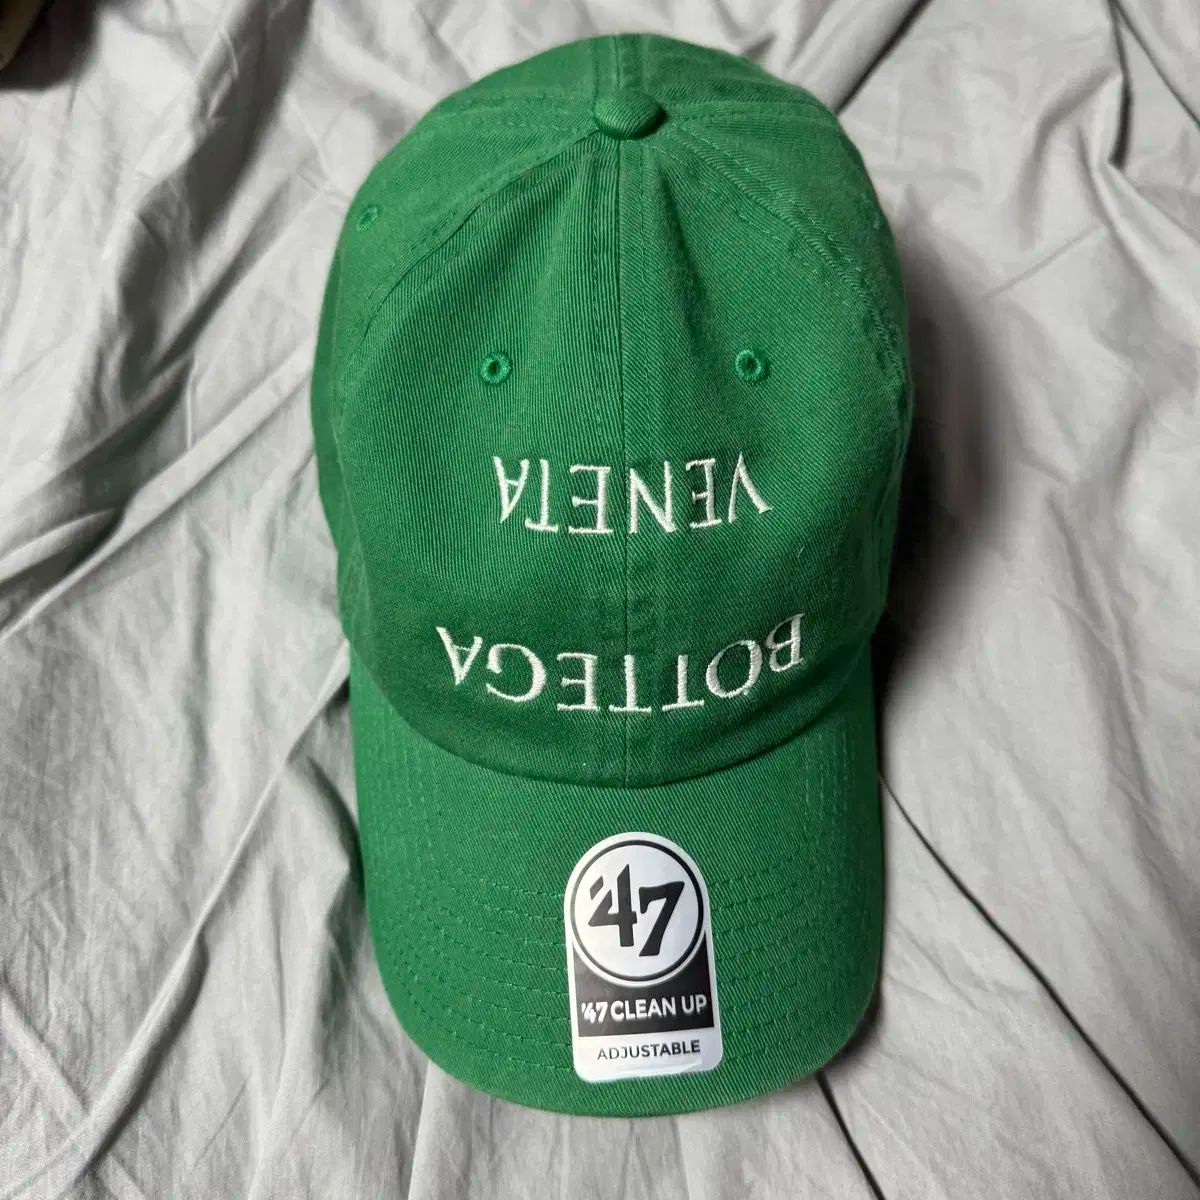 BOTTEGA
VENETA
'47
'47 CLEAN UP
ADJUSTABLE